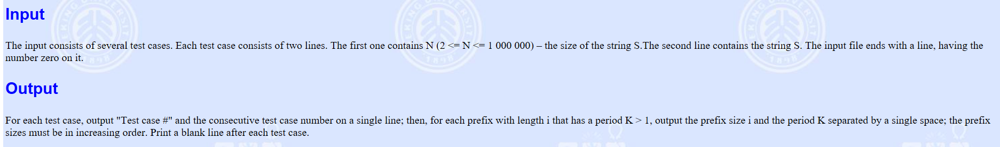 Input
The input consists of several test cases. Each test case consists of two lines. The first one contains N (2 <= N <= 1 000 000) – the size of the string S.The second line contains the string S. The input file ends with a line, having the
number zero on it.
Output
For each test case, output "Test case #" and the consecutive test case number on a single line; then, for each prefix with length i that has a period K > 1, output the prefix size i and the period K separated by a single space; the prefix
sizes must be in increasing order. Print a blank line after each test case.